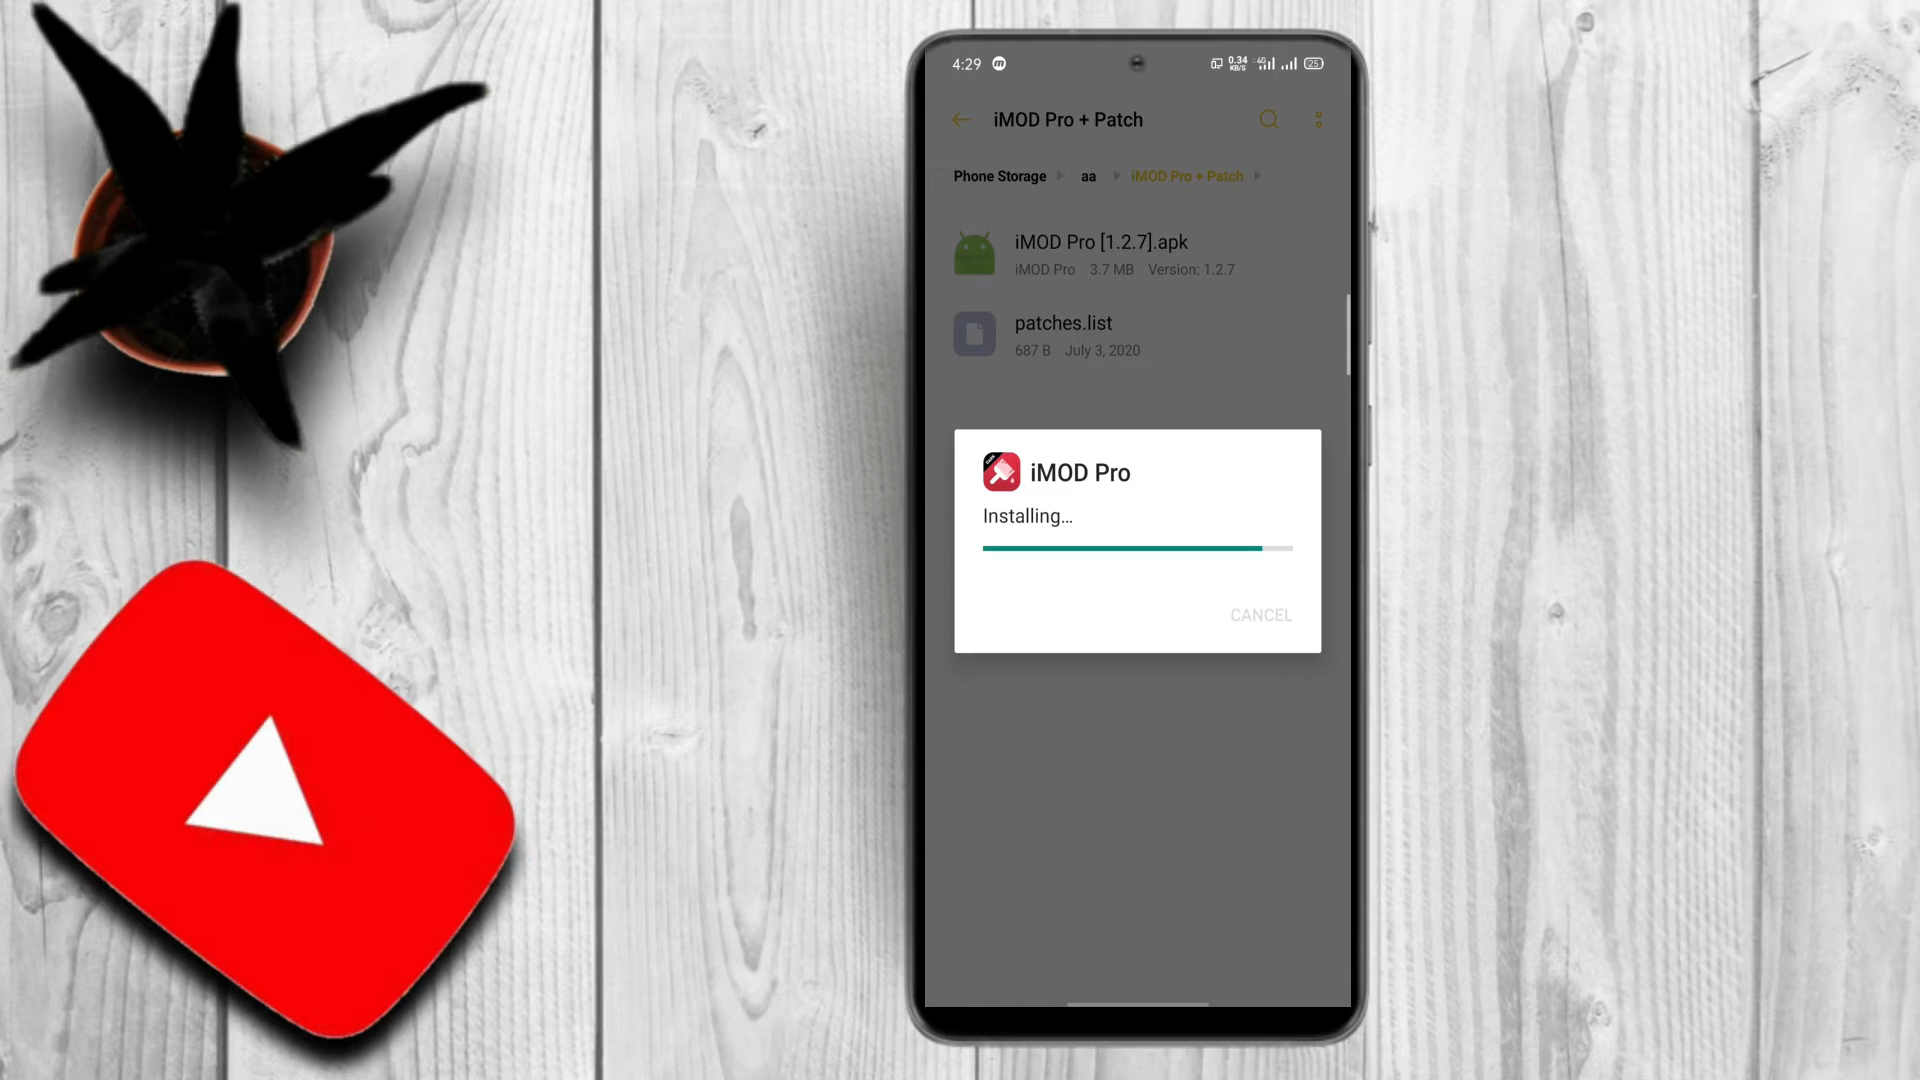 4:29
0.34
KB/S
4G
25
iMOD Pro + Patch
Phone Storage
aa
iMOD Pro + Patch
iMOD Pro [1.2.7].apk
iMOD Pro 3.7 MB Version: 1.2.7
patches.list
687 B July 3, 2020
iMOD Pro
Installing...
CANCEL